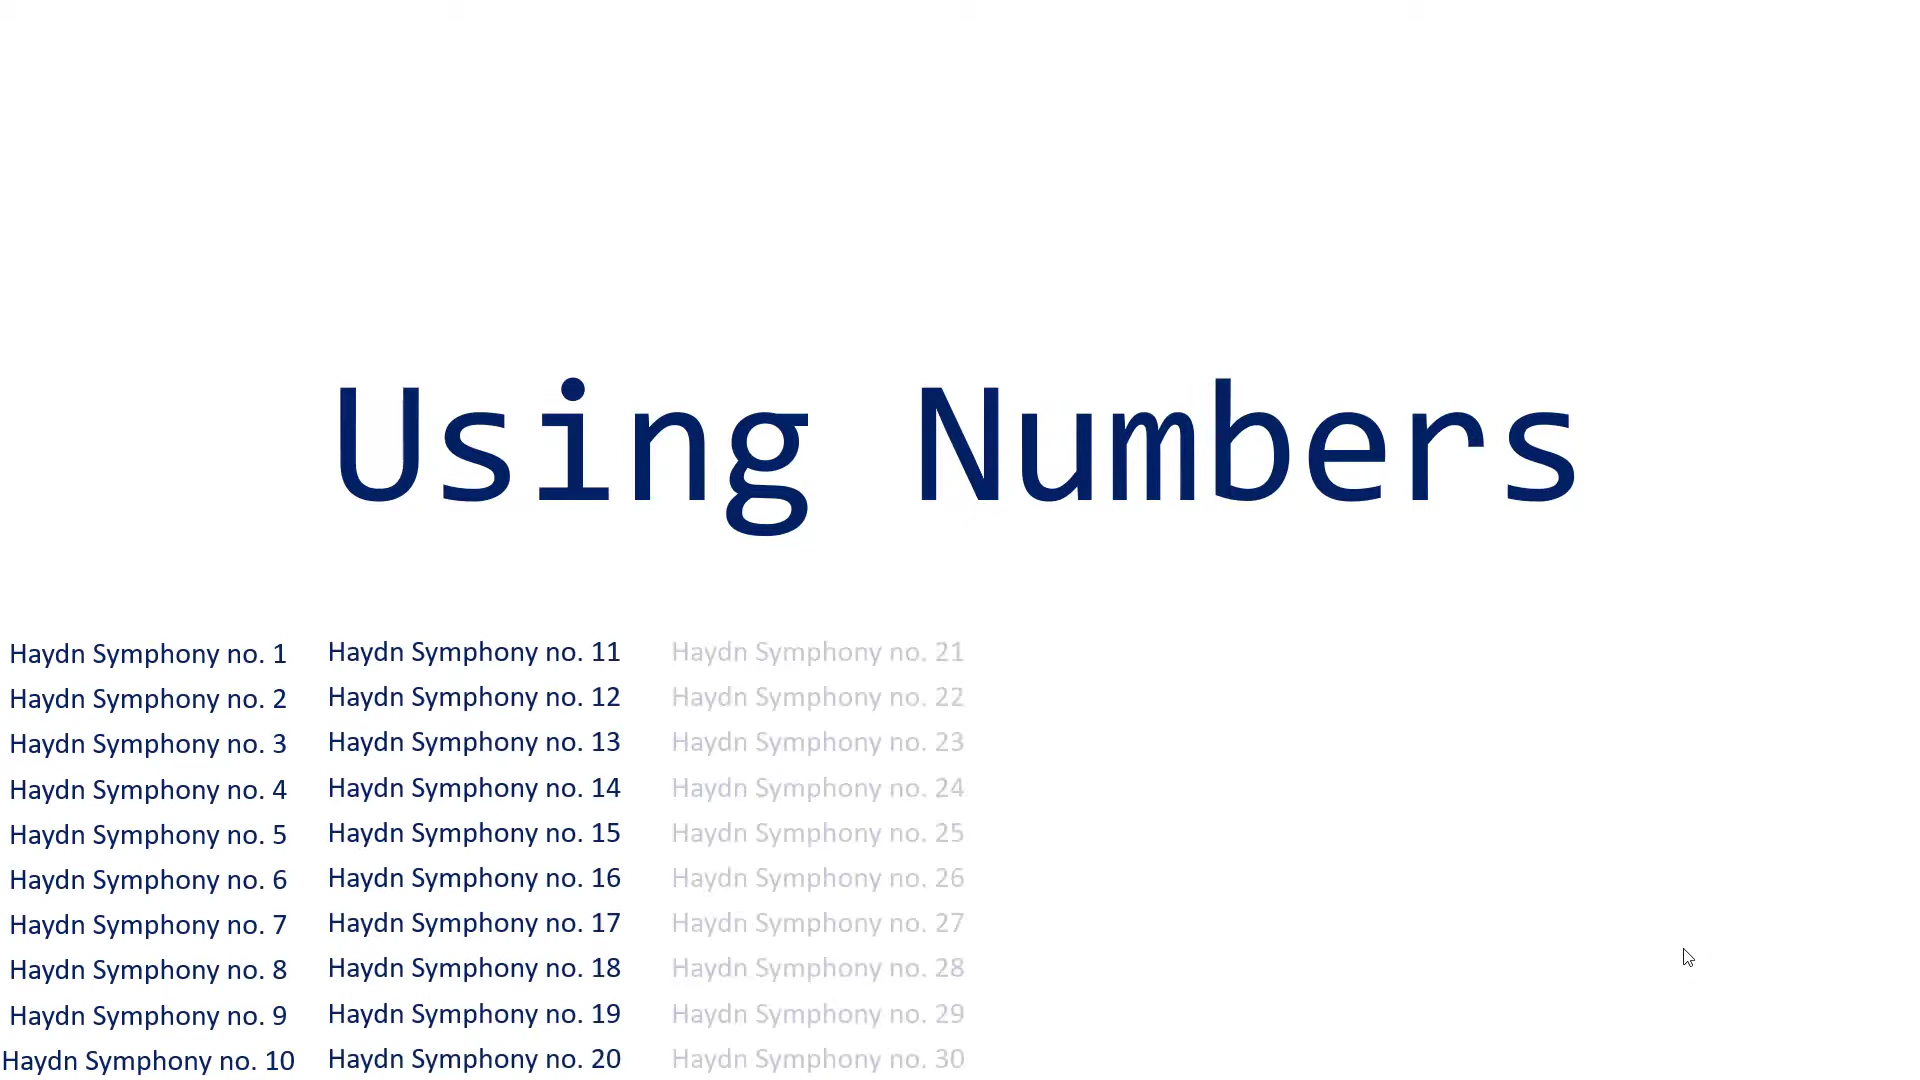 Using Numbers
Haydn Symphony no. 1
Haydn Symphony no. 2
Haydn Symphony no. 3
Haydn Symphony no. 4
Haydn Symphony no. 5
Haydn Symphony no. 6
Haydn Symphony no. 7
Haydn Symphony no. 8
Haydn Symphony no. 9
Haydn Symphony no. 10
Haydn Symphony no. 11
Haydn Symphony no. 12
Haydn Symphony no. 13
Haydn Symphony no. 14
Haydn Symphony no. 15
Haydn Symphony no. 16
Haydn Symphony no. 17
Haydn Symphony no. 18
Haydn Symphony no. 19
Haydn Symphony no. 20
Haydn Symphony no. 21
Haydn Symphony no. 22
Haydn Symphony no. 23
Haydn Symphony no. 24
Haydn Symphony no. 25
Haydn Symphony no. 26
Haydn Symphony no. 27
Haydn Symphony no. 28
Haydn Symphony no. 29
Haydn Symphony no. 30